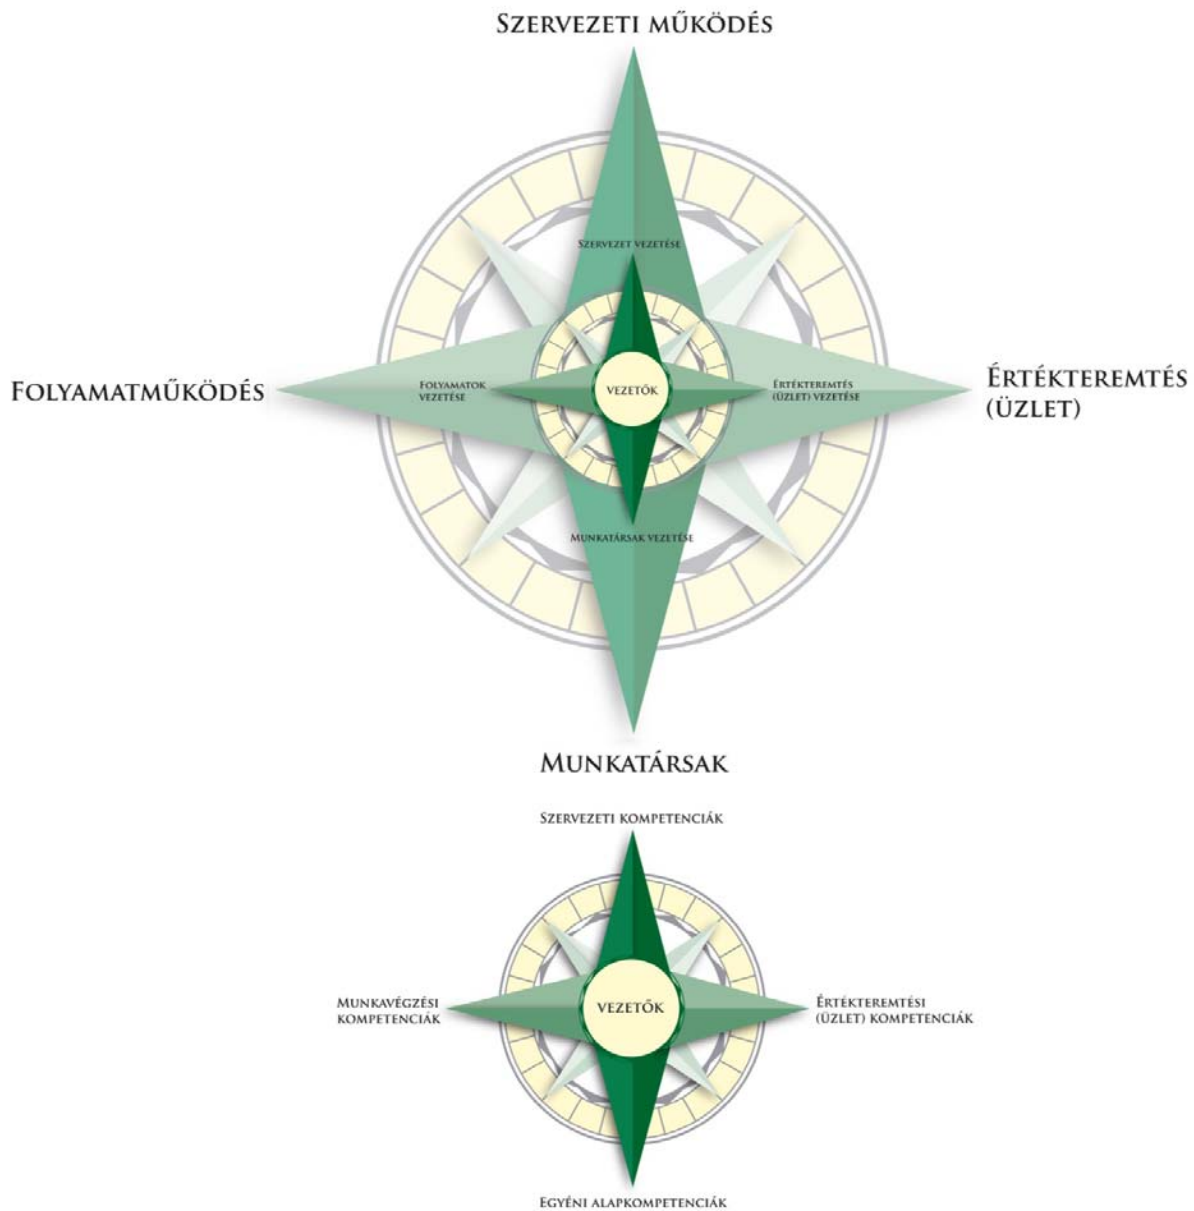 SZERVEZETI MŰKÖDÉS
SZERVEZET VEZETÉSE
FOLYAMATMŰKÖDÉS
FOLYAMATOK
VEZETÉSE
VEZETŐK
ÉRTÉKTEREMTÉS
(ÜZLET) VEZETÉSE
ÉRTÉKTEREMTÉS
(ÜZLET)
MUNKATÁRSAK VEZETÉSE
MUNKATÁRSAK
SZERVEZETI KOMPETENCIÁK
MUNKAVÉGZÉSI
KOMPETENCIÁK
VEZETŐK
ÉRTÉKTEREMTÉSI
(ÜZLET) KOMPETENCIÁK
EGYÉNI ALAPKOMPETENCIÁK